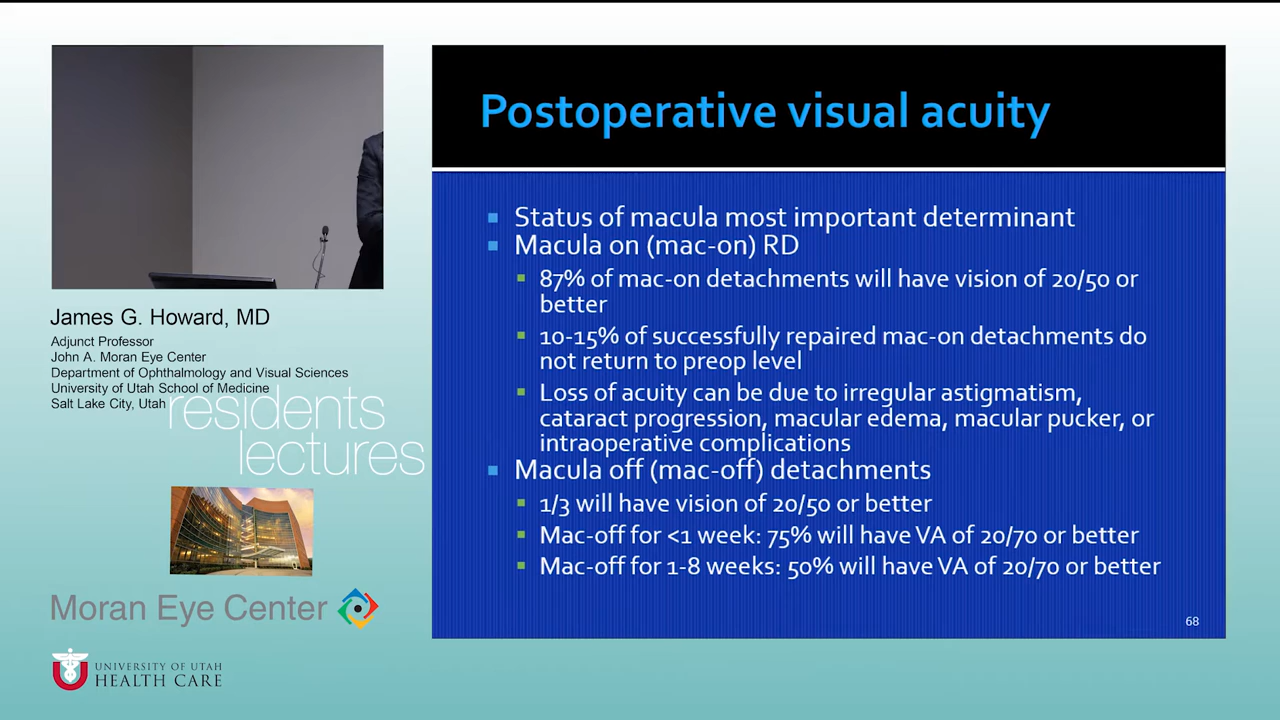 Postoperative visual acuity
Status of macula most important determinant
Macula on (mac-on) RD
87% of mac-on detachments will have vision of 20/50 or
better
10-15% of successfully repaired mac-on detachments do
not return to preop level
Loss of acuity can be due to irregular astigmatism,
cataract progression, macular edema, macular pucker, or
intraoperative complications
Macula off (mac-off) detachments
1/3 will have vision of 20/50 or better
Mac-off for <1 week: 75% will have VA of 20/70 or better
Mac-off for 1-8 weeks: 50% will have VA of 20/70 or better
68
James G. Howard, MD
Adjunct Professor
John A. Moran Eye Center
Department of Ophthalmology and Visual Sciences
University of Utah School of Medicine
Salt Lake City, Utah
residents
lectures
Moran Eye Center
UNIVERSITY OF UTAH
HEALTH CARE